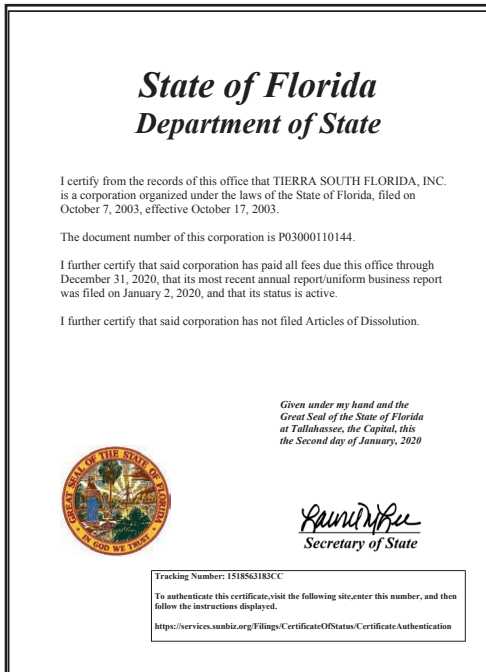 State of Florida
Department of State
I certify from the records of this office that TIERRA SOUTH FLORIDA, INC.
is a corporation organized under the laws of the State of Florida, filed on
October 7, 2003, effective October 17, 2003.
The document number of this corporation is P03000110144.
I further certify that said corporation has paid all fees due this office through
December 31, 2020, that its most recent annual report/uniform business report
was filed on January 2, 2020, and that its status is active.
I further certify that said corporation has not filed Articles of Dissolution.
Given under my hand and the
Great Seal of the State of Florida
at Tallahassee, the Capital, this
the Second day of January, 2020
GREAT SEAL OF THE STATE OF FLORIDA
IN GOD WE TRUST
Secretary of State
Tracking Number: 1518563183CC
To authenticate this certificate,visit the following site,enter this number, and then
follow the instructions displayed.
https://services.sunbiz.org/Filings/CertificateOfStatus/CertificateAuthentication